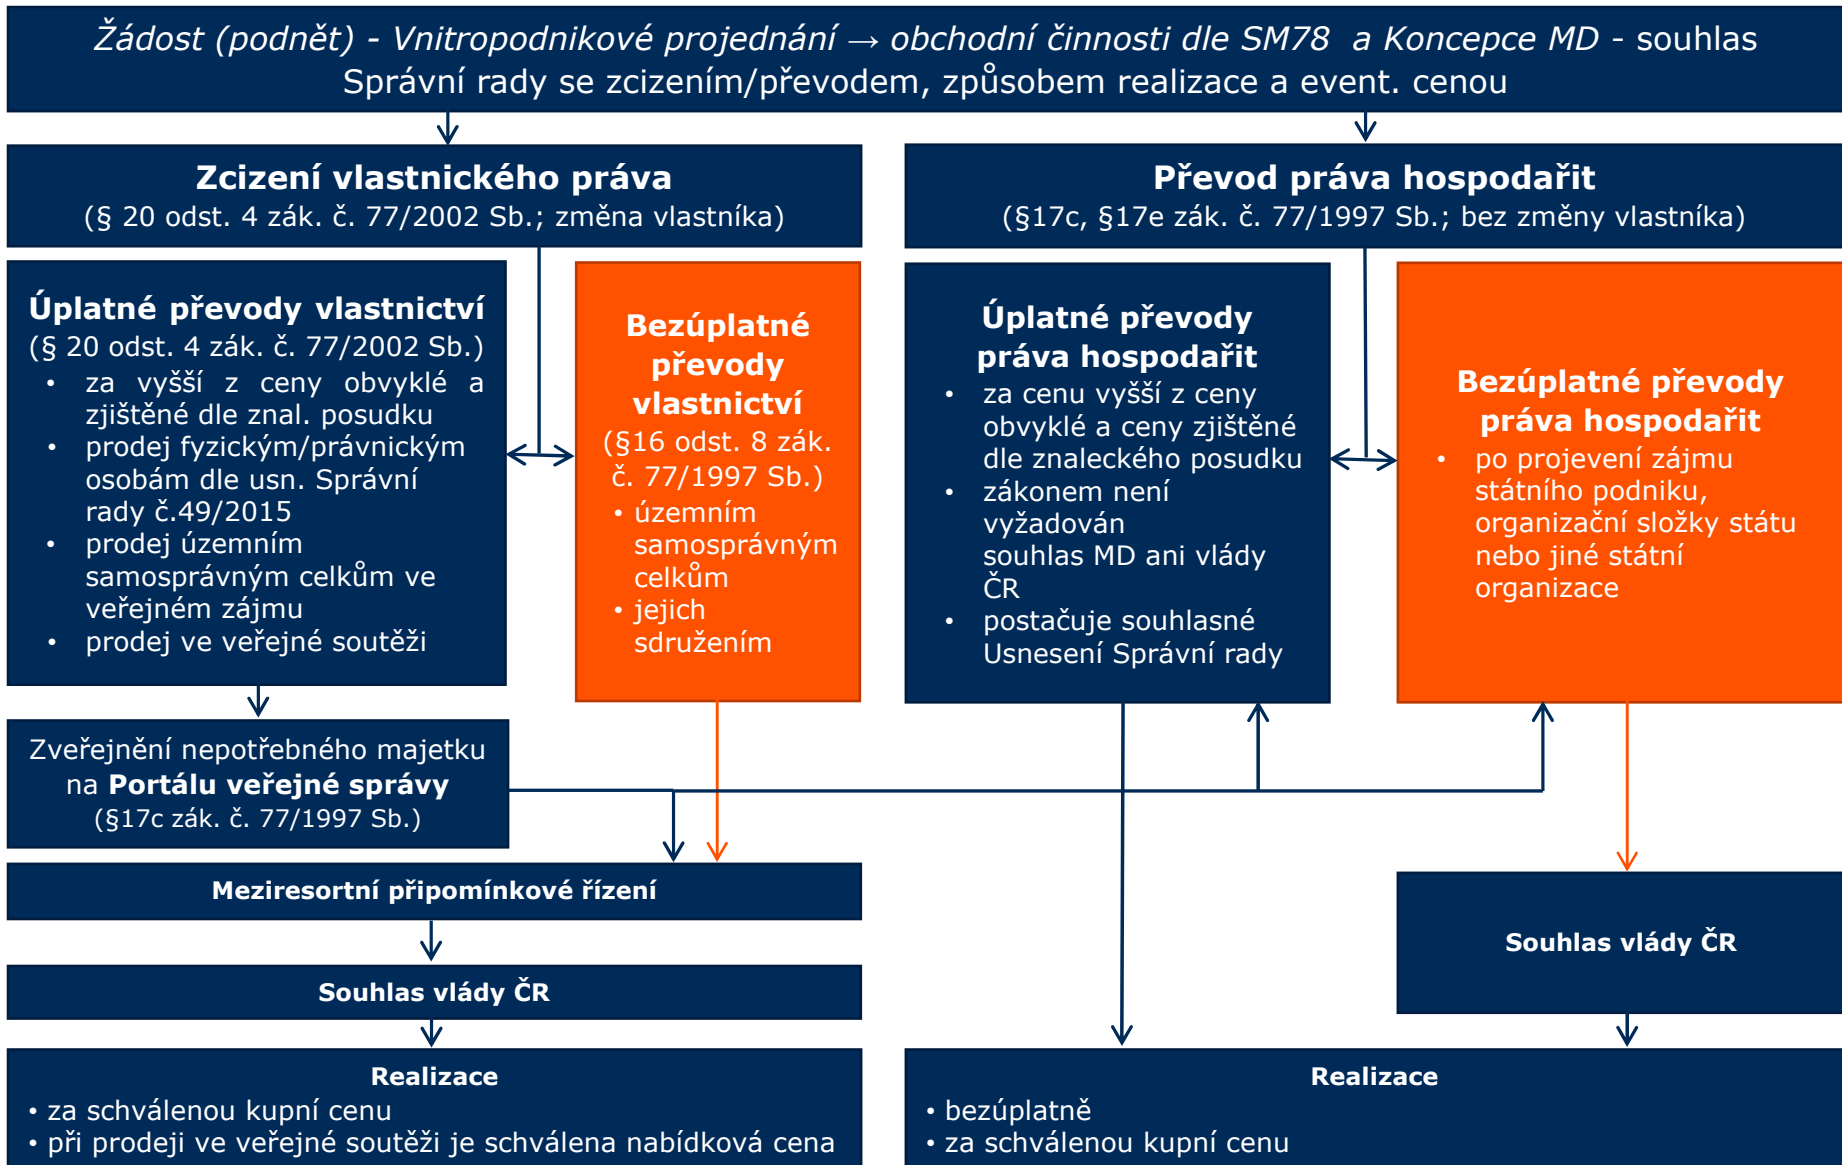 Žádost (podnět) - Vnitropodnikové projednání → obchodní činnosti dle SM78 a Koncepce MD - souhlas
Správní rady se zcizením/převodem, způsobem realizace a event. cenou
Zcizení vlastnického práva
(§ 20 odst. 4 zák. č. 77/2002 Sb.; změna vlastníka)
Převod práva hospodařit
(§17c, §17e zák. č. 77/1997 Sb.; bez změny vlastníka)
Úplatné převody vlastnictví
(§ 20 odst. 4 zák. č. 77/2002 Sb.)
• za vyšší z ceny obvyklé a
zjištěné dle znal. posudku
• prodej fyzickým/právnickým
osobám dle usn. Správní
rady č.49/2015
• prodej územním
samosprávným celkům ve
veřejném zájmu
• prodej ve veřejné soutěži
Bezúplatné
převody
vlastnictví
(§16 odst. 8 zák.
č. 77/1997 Sb.)
• územním
samosprávným
celkům
• jejich
sdružením
Úplatné převody
práva hospodařit
• za cenu vyšší z ceny
obvyklé a ceny zjištěné
dle znaleckého posudku
• zákonem není
vyžadován
souhlas MD ani vlády
ČR
• postačuje souhlasné
Usnesení Správní rady
Bezúplatné převody
práva hospodařit
• po projevení zájmu
státního podniku,
organizační složky státu
nebo jiné státní
organizace
Zveřejnění nepotřebného majetku
na Portálu veřejné správy
(§17c zák. č. 77/1997 Sb.)
Meziresortní připomínkové řízení
Souhlas vlády ČR
Souhlas vlády ČR
Realizace
• za schválenou kupní cenu
• při prodeji ve veřejné soutěži je schválena nabídková cena
Realizace
• bezúplatně
• za schválenou kupní cenu